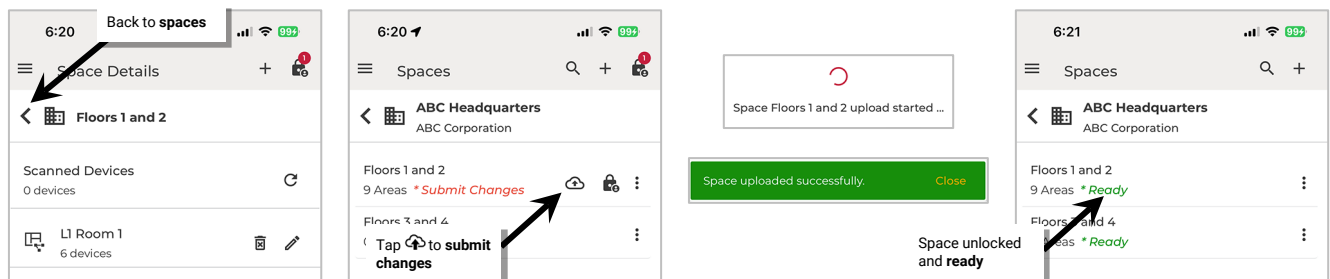 Back to spaces
6:20
99
1
Space Details
Floors 1 and 2
Scanned Devices
0 devices
L1 Room 1
6 devices
6:20
99
1
Spaces
ABC Headquarters
ABC Corporation
Floors 1 and 2
9 Areas * Submit Changes
Floors 3 and 4
Tap to submit
changes
Space Floors 1 and 2 upload started ...
Space uploaded successfully. Close
6:21
99
Spaces
ABC Headquarters
ABC Corporation
Floors 1 and 2
9 Areas * Ready
Floors 3 and 4
Areas * Ready
Space unlocked
and ready